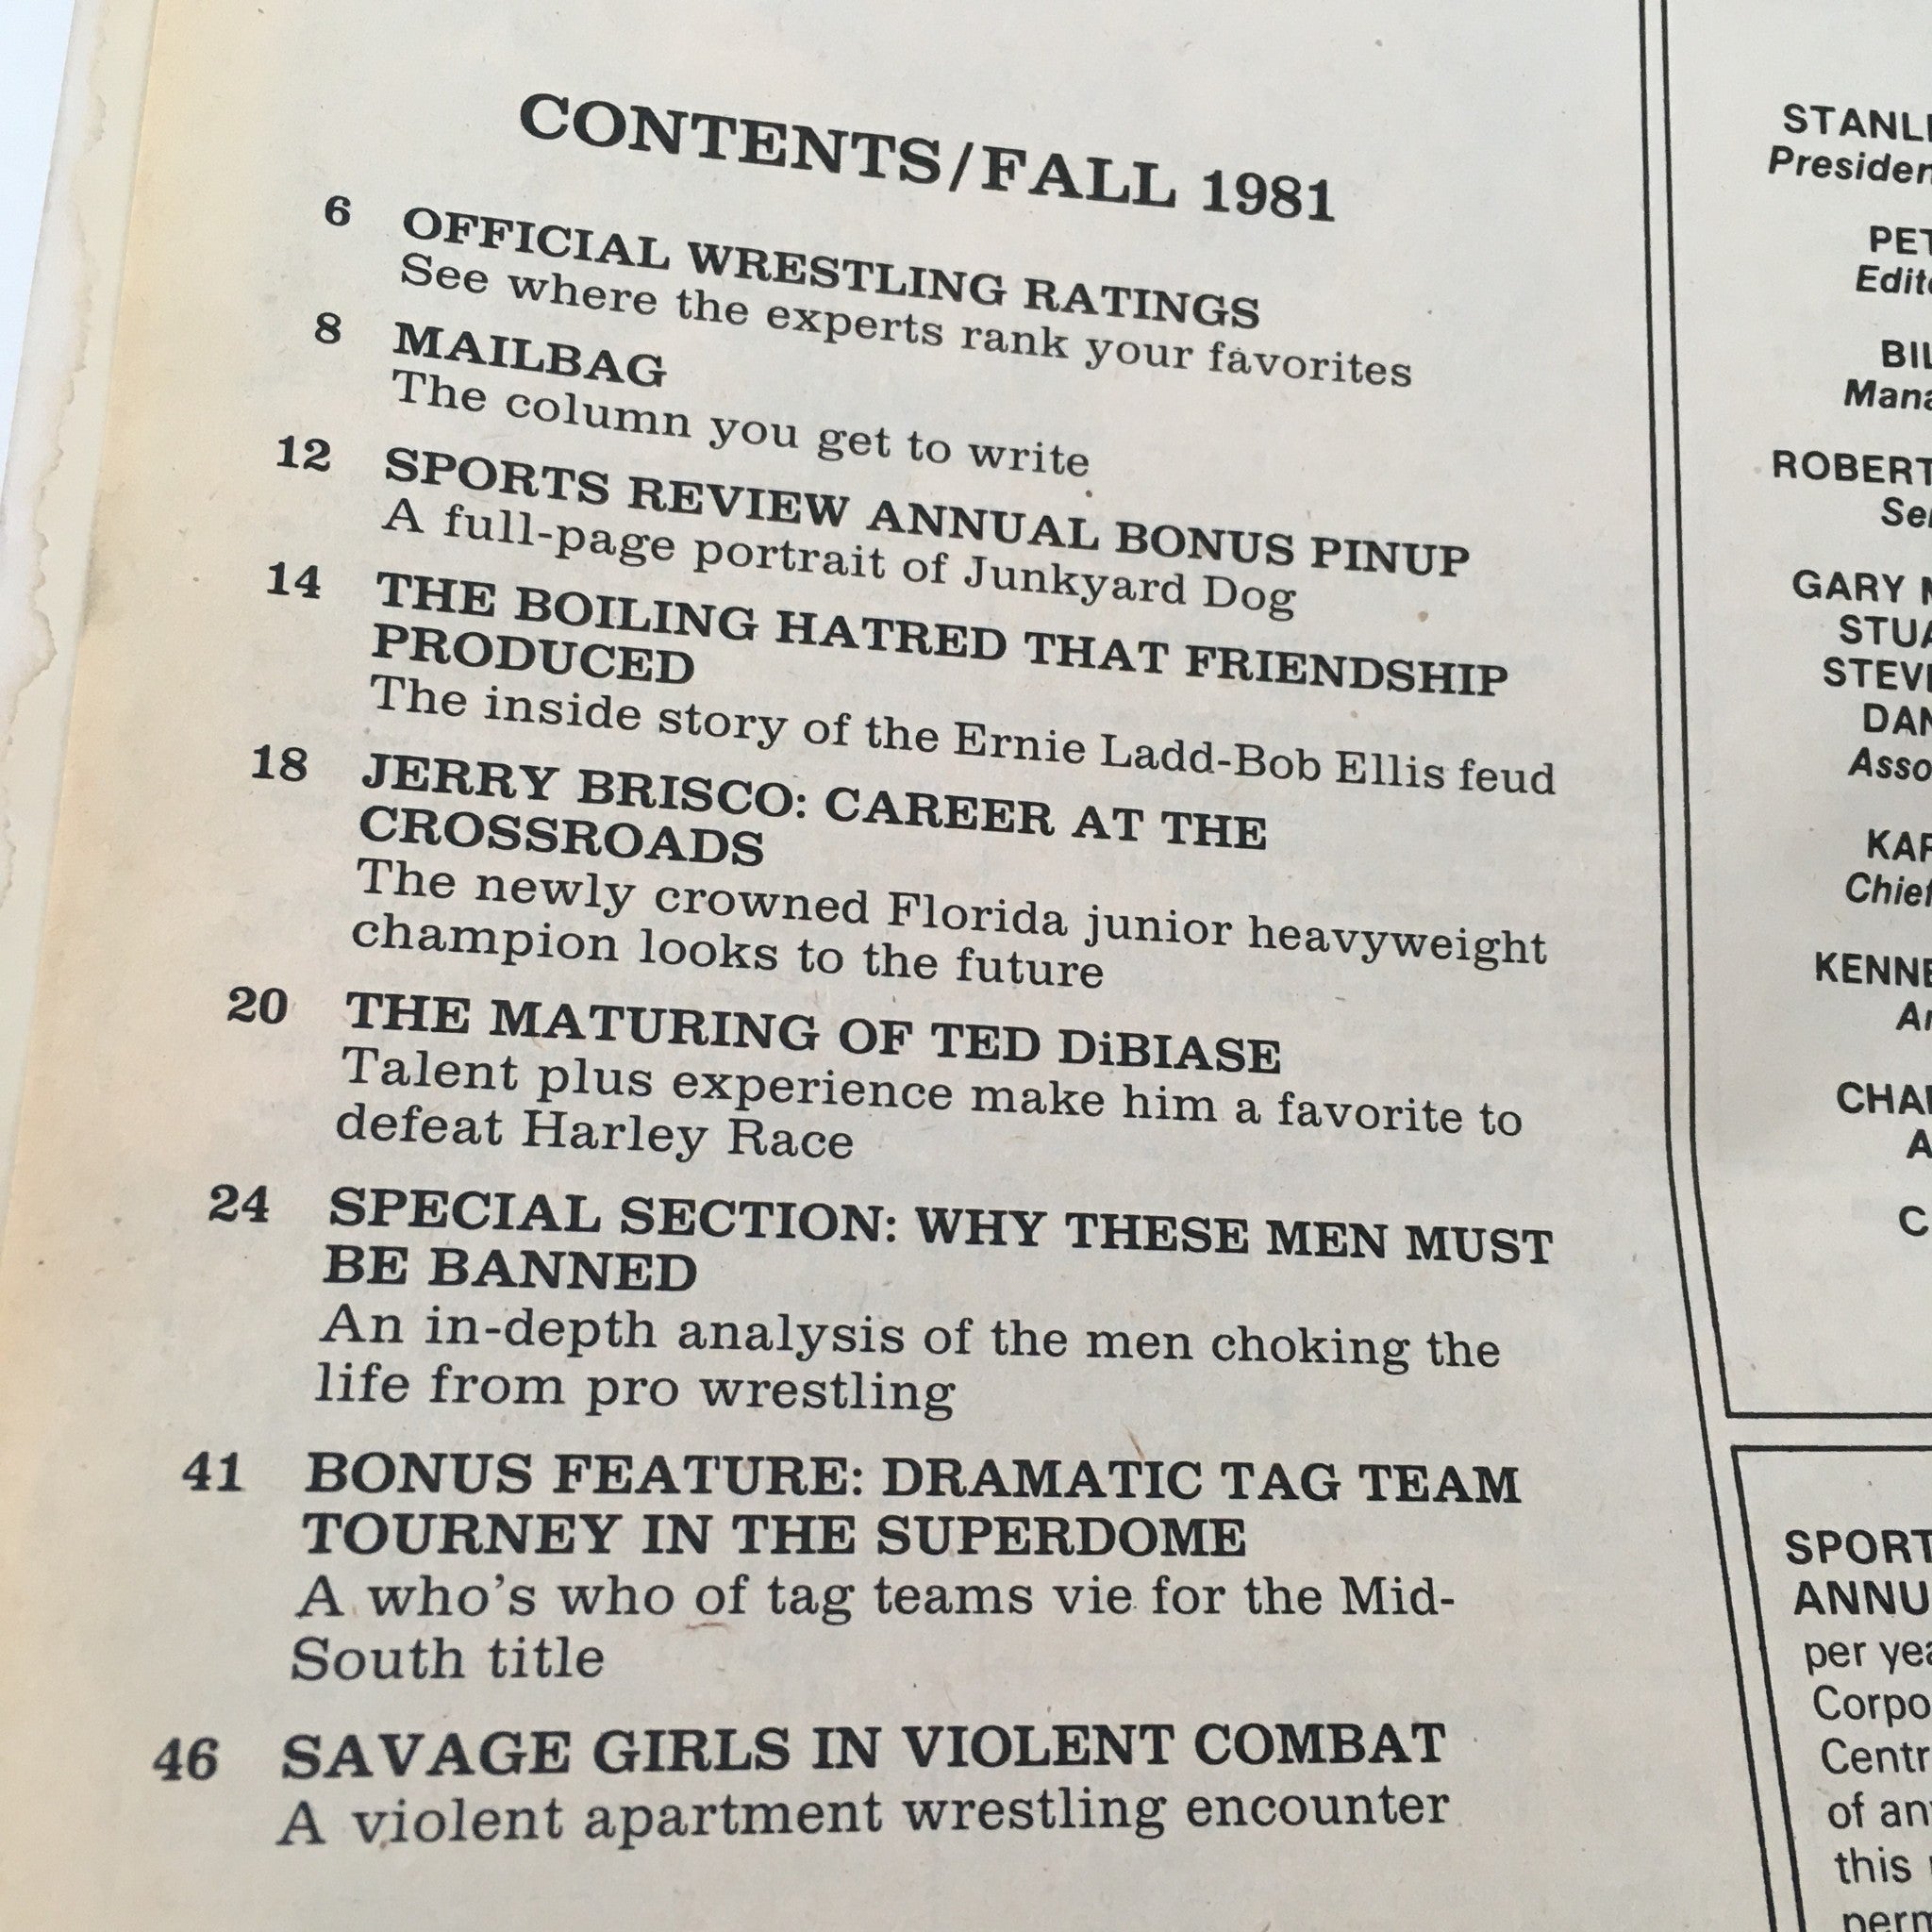 CONTENTS/FALL 1981
6 OFFICIAL WRESTLING RATINGS
See where the experts rank your favorites
8 MAILBAG
The column you get to write
12 SPORTS REVIEW ANNUAL BONUS PINUP
A full-page portrait of Junkyard Dog
14 THE BOILING HATRED THAT FRIENDSHIP
PRODUCED
The inside story of the Ernie Ladd-Bob Ellis feud
18 JERRY BRISCO: CAREER AT THE
CROSSROADS
The newly crowned Florida junior heavyweight
champion looks to the future
20 THE MATURING OF TED DiBIASE
Talent plus experience make him a favorite to
defeat Harley Race
24 SPECIAL SECTION: WHY THESE MEN MUST
BE BANNED
An in-depth analysis of the men choking the
life from pro wrestling
41 BONUS FEATURE: DRAMATIC TAG TEAM
TOURNEY IN THE SUPERDOME
A who's who of tag teams vie for the Mid-
South title
46 SAVAGE GIRLS IN VIOLENT COMBAT
A violent apartment wrestling encounter
ROBERT
GARY
per
of
this